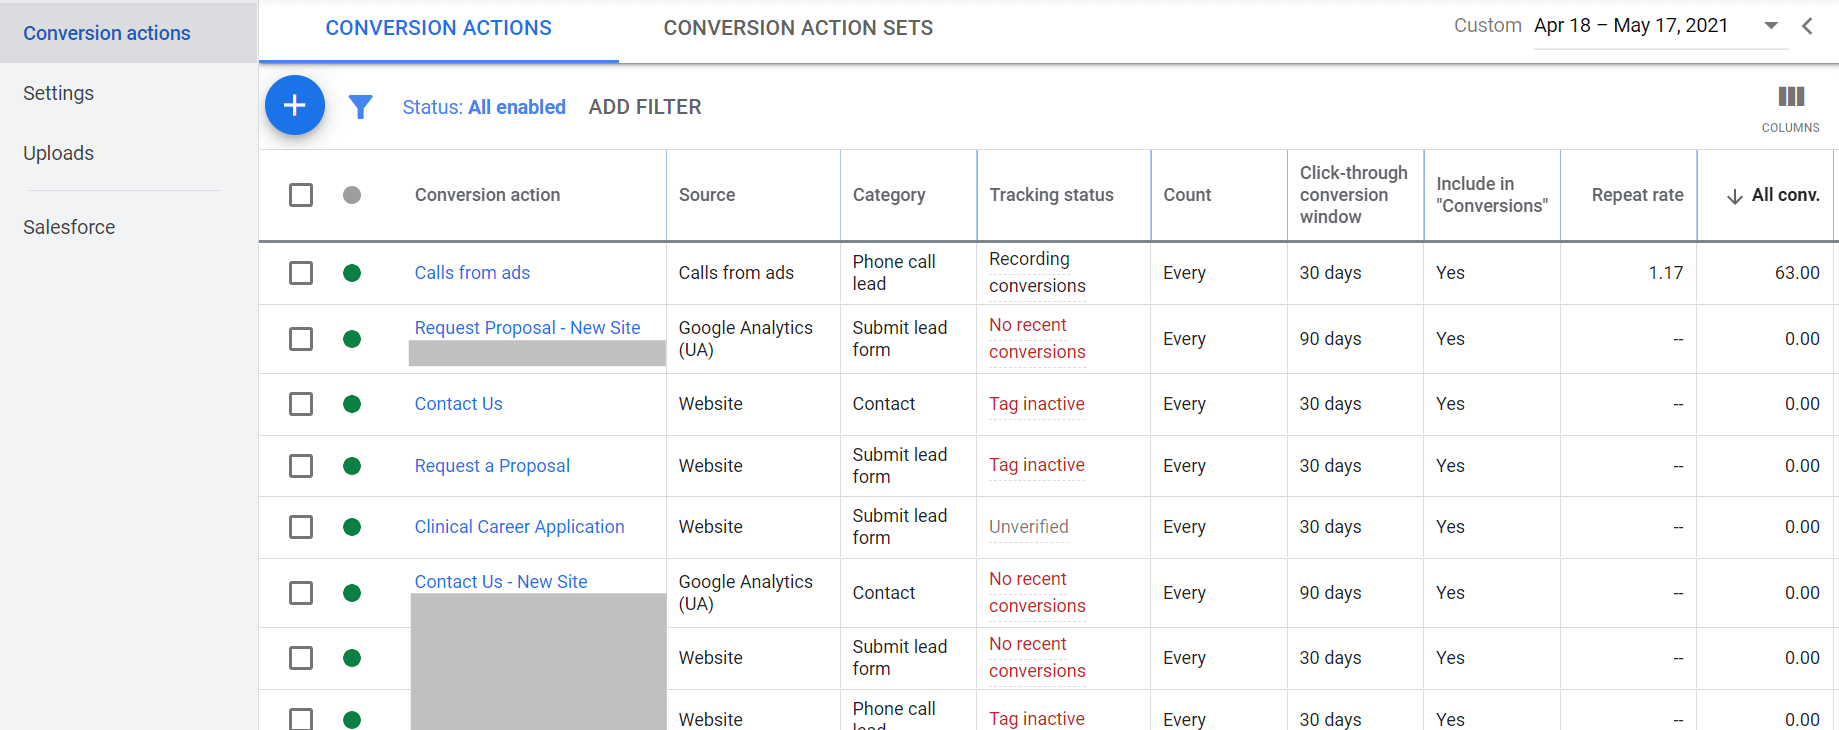 Conversion actions
Settings
Uploads
Salesforce
CONVERSION ACTIONS
CONVERSION ACTION SETS
Custom Apr 18 – May 17, 2021
Status: All enabled
ADD FILTER
COLUMNS
Conversion action
Source
Category
Tracking status
Count
Click-through
conversion
window
Include in
"Conversions"
Repeat rate
All conv.
Calls from ads
Calls from ads
Phone call
lead
Recording
conversions
Every
30 days
Yes
1.17
63.00
Request Proposal - New Site
Google Analytics
(UA)
Submit lead
form
No recent
conversions
Every
90 days
Yes
--
0.00
Contact Us
Website
Contact
Tag inactive
Every
30 days
Yes
--
0.00
Request a Proposal
Website
Submit lead
form
Tag inactive
Every
30 days
Yes
--
0.00
Clinical Career Application
Website
Submit lead
form
Unverified
Every
30 days
Yes
--
0.00
Contact Us - New Site
Google Analytics
(UA)
Contact
No recent
conversions
Every
90 days
Yes
--
0.00
Website
Submit lead
form
No recent
conversions
Every
30 days
Yes
--
0.00
Website
Phone call
lead
Tag inactive
Every
30 days
Yes
--
0.00